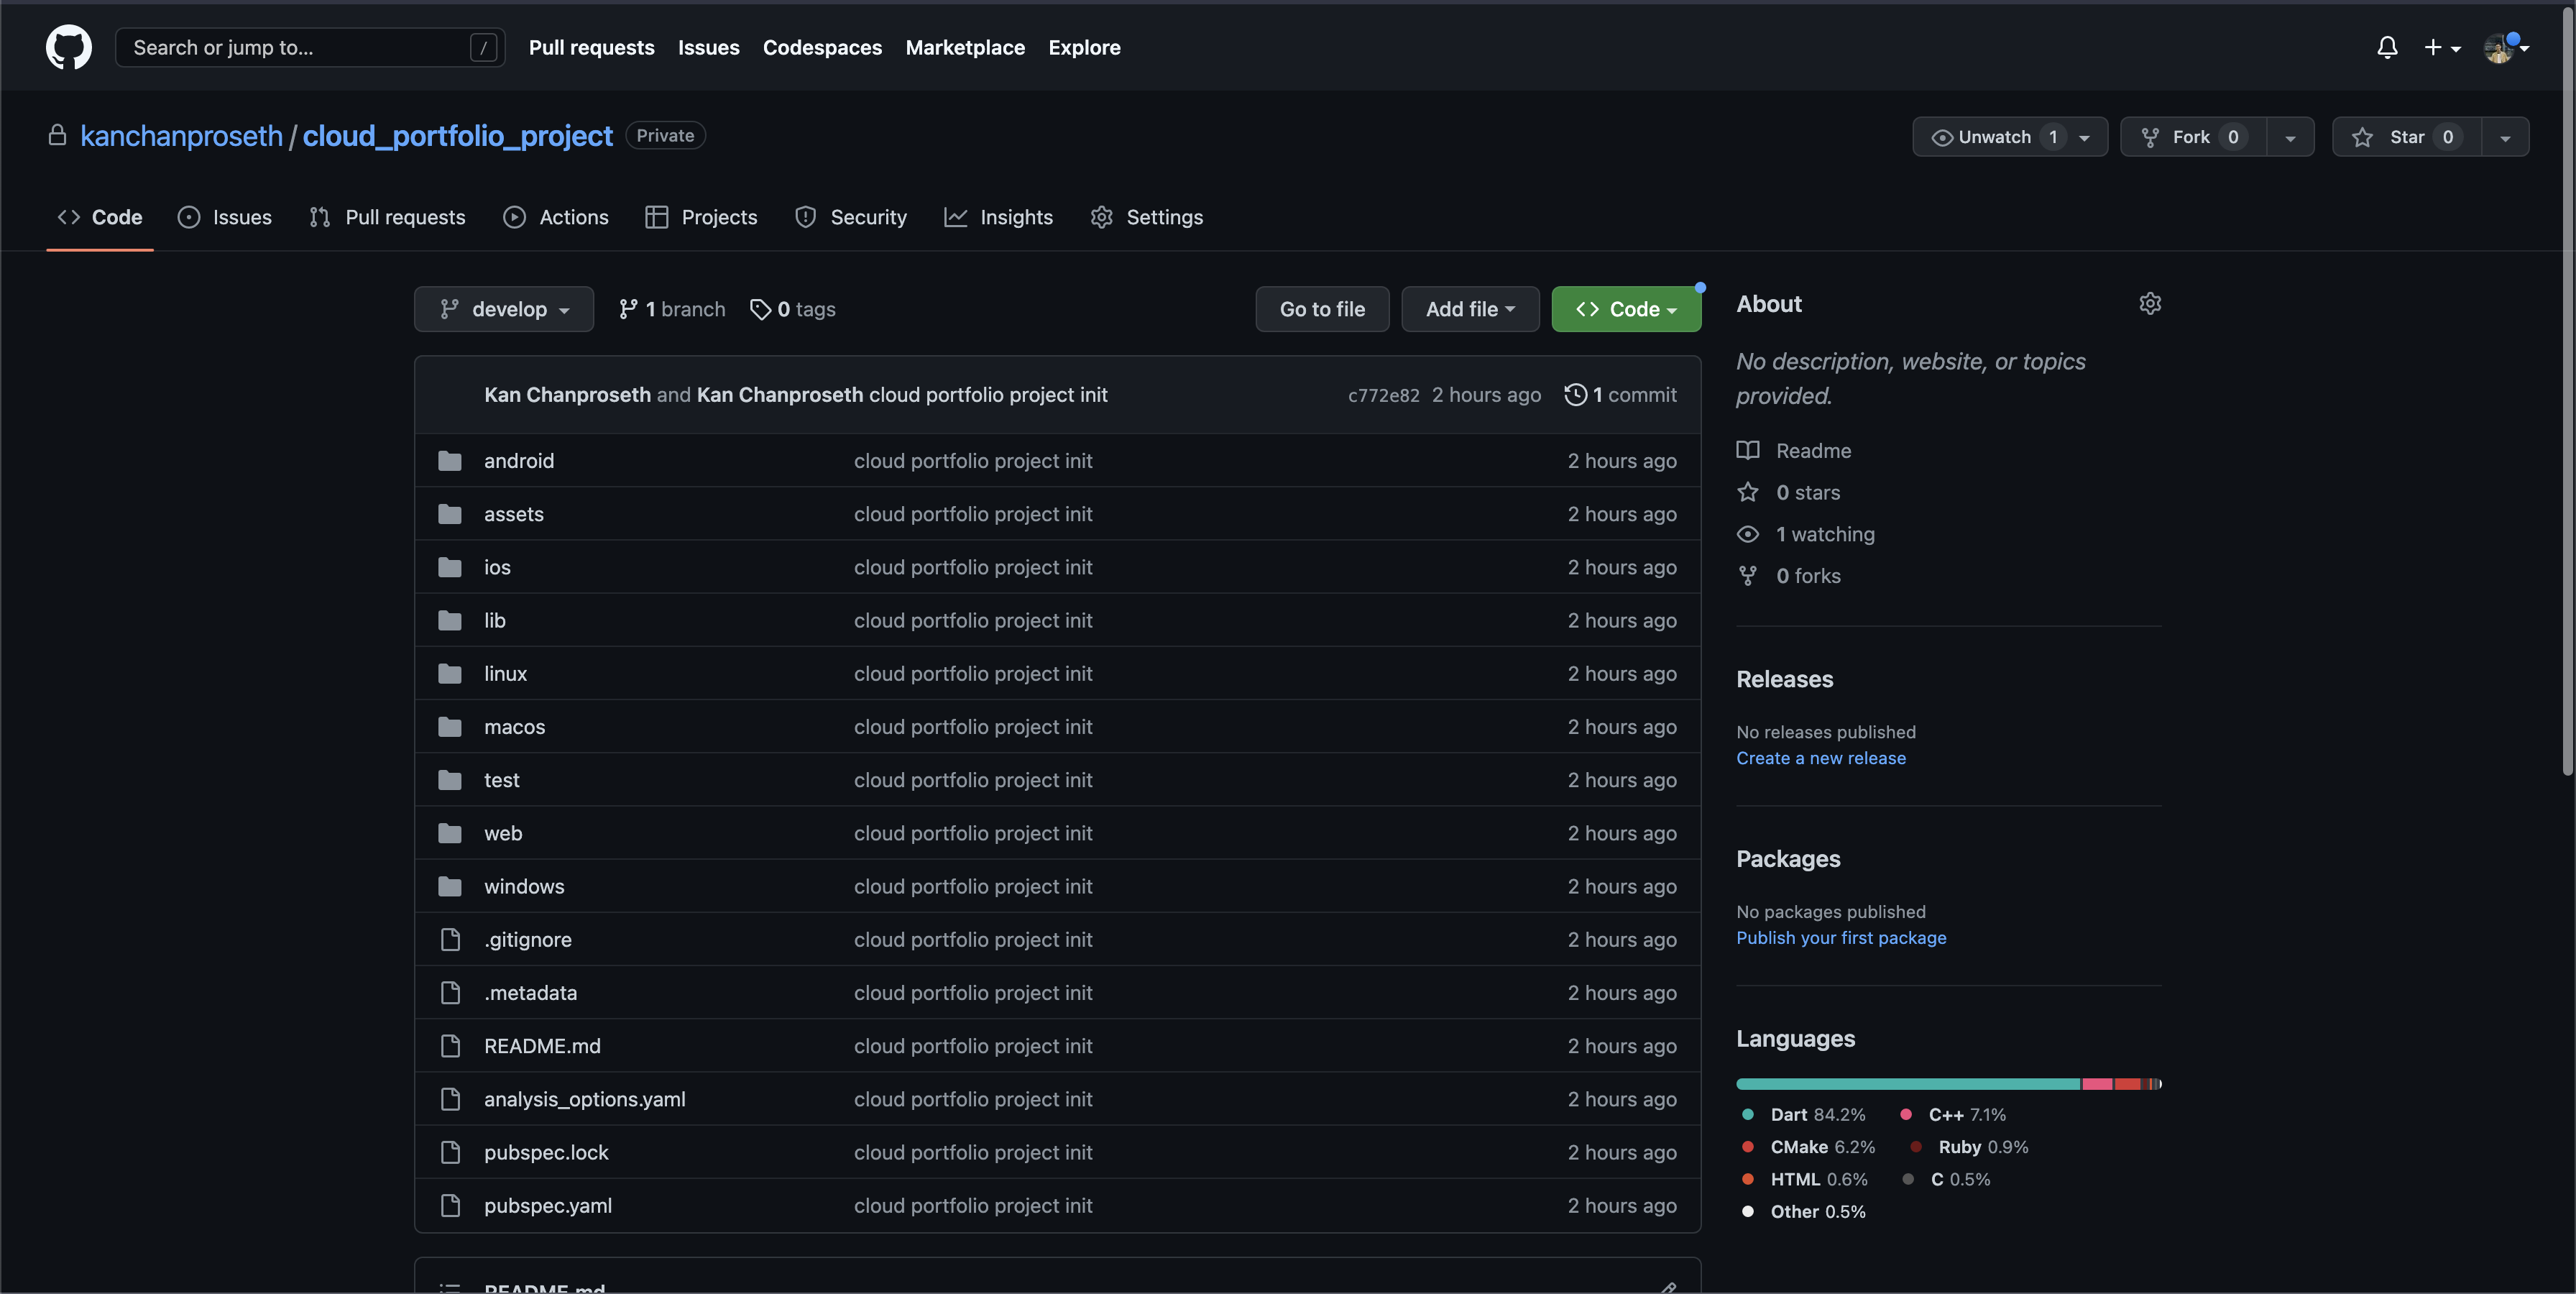 Search or jump to... /
Pull requests Issues Codespaces Marketplace Explore
kanchanproseth / cloud_portfolio_project Private
Unwatch 1 Fork 0 Star 0
Code Issues Pull requests Actions Projects Security Insights Settings
develop 1 branch 0 tags Go to file Add file Code
Kan Chanproseth and Kan Chanproseth cloud portfolio project init c772e82 2 hours ago 1 commit
android cloud portfolio project init 2 hours ago
assets cloud portfolio project init 2 hours ago
ios cloud portfolio project init 2 hours ago
lib cloud portfolio project init 2 hours ago
linux cloud portfolio project init 2 hours ago
macos cloud portfolio project init 2 hours ago
test cloud portfolio project init 2 hours ago
web cloud portfolio project init 2 hours ago
windows cloud portfolio project init 2 hours ago
.gitignore cloud portfolio project init 2 hours ago
.metadata cloud portfolio project init 2 hours ago
README.md cloud portfolio project init 2 hours ago
analysis_options.yaml cloud portfolio project init 2 hours ago
pubspec.lock cloud portfolio project init 2 hours ago
pubspec.yaml cloud portfolio project init 2 hours ago
README.md
About
No description, website, or topics
provided.
Readme
0 stars
1 watching
0 forks
Releases
No releases published
Create a new release
Packages
No packages published
Publish your first package
Languages
Dart 84.2% C++ 7.1%
CMake 6.2% Ruby 0.9%
HTML 0.6% C 0.5%
Other 0.5%